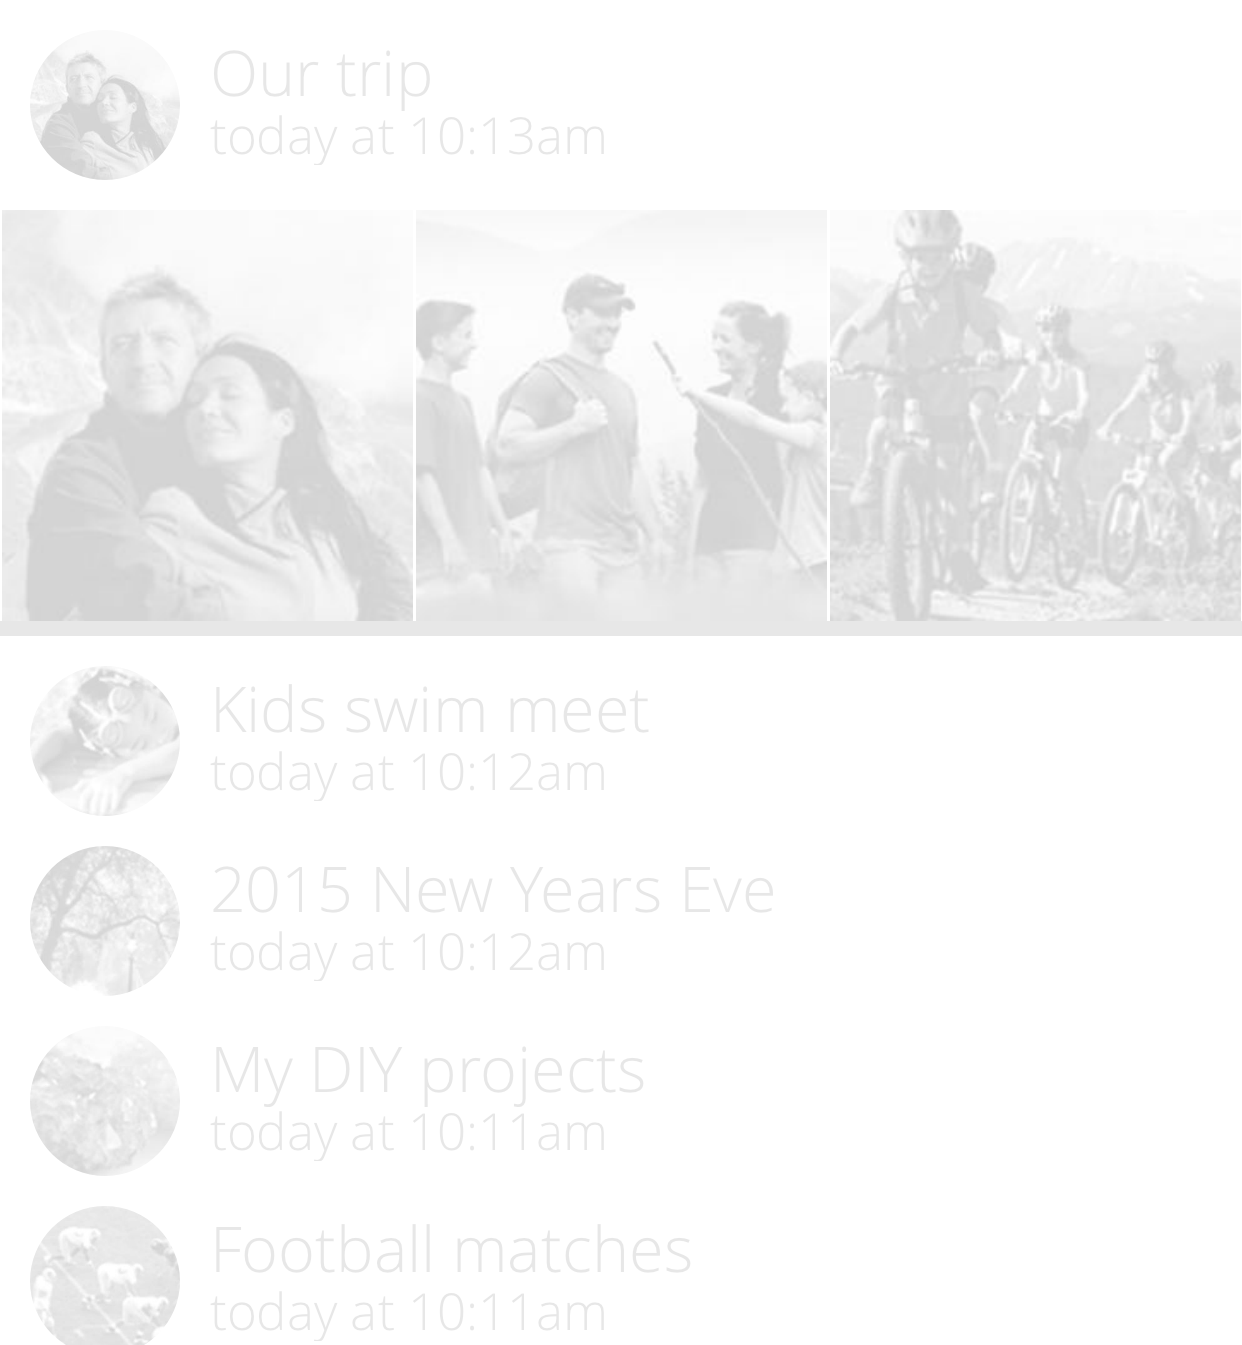 Our trip
today at 10:13am
Kids swim meet
today at 10:12am
2015 New Years Eve
today at 10:12am
My DIY projects
today at 10:11am
Football matches
today at 10:11am